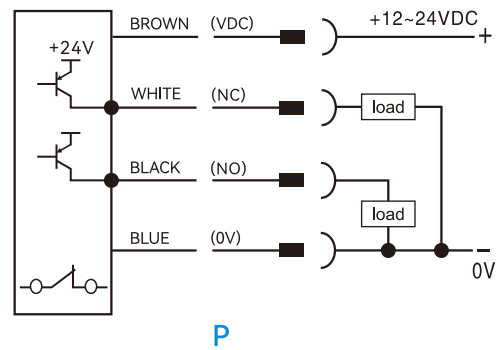 BROWN (VDC) +12~24VDC +
+24V
WHITE (NC) load
BLACK (NO) load
BLUE (0V) −
0V
P